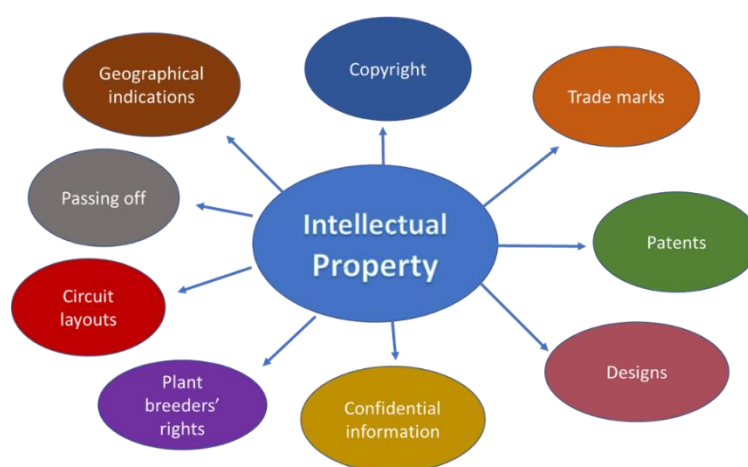 Geographical
indications
Copyright
Trade marks
Passing off
Intellectual
Property
Patents
Circuit
layouts
Designs
Plant
breeders’
rights
Confidential
information